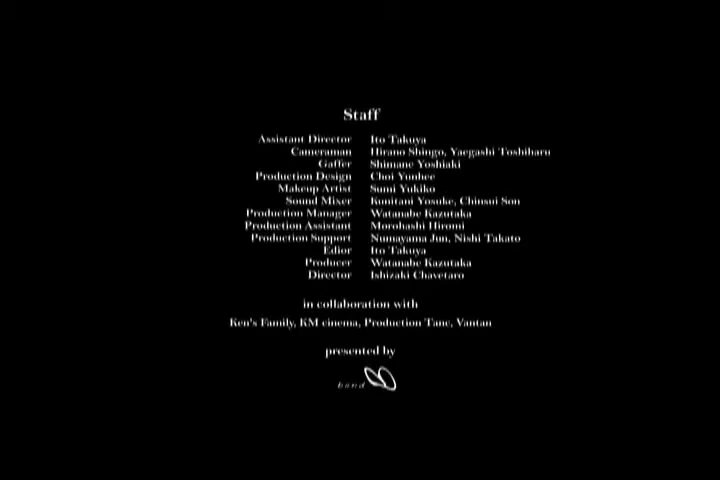 Staff
Assistant Director Ito Takuya
Cameraman Hirano Shingo, Yaegashi Toshiharu
Gaffer Shimane Yoshiaki
Production Design Choi Yunhee
Makeup Artist Sumi Yukiko
Sound Mixer Kunitani Yosuke, Chinsui Son
Production Manager Watanabe Kazutaka
Production Assistant Morohashi Hiromi
Production Support Numayama Jun, Nishi Takato
Edior Ito Takuya
Producer Watanabe Kazutaka
Director Ishizaki Chavetaro
in collaboration with
Ken's Family, KM cinema, Production Tanc, Vantan
presented by